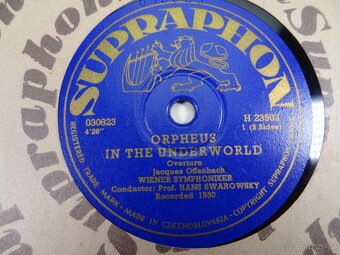 SUPRAPHON
030623
4'28"
H 23502
1 (2 Sides)
ORPHEUS
IN THE UNDERWORLD
Overture
Jacques Offenbach
WIENER SYMPHONIKER
Conductor: Prof. HANS SWAROWSKY
Recorded 1950
REGISTERED TRADE MARK - MADE IN CZECHOSLOVAKIA - COPYRIGHT SUPRAPHON